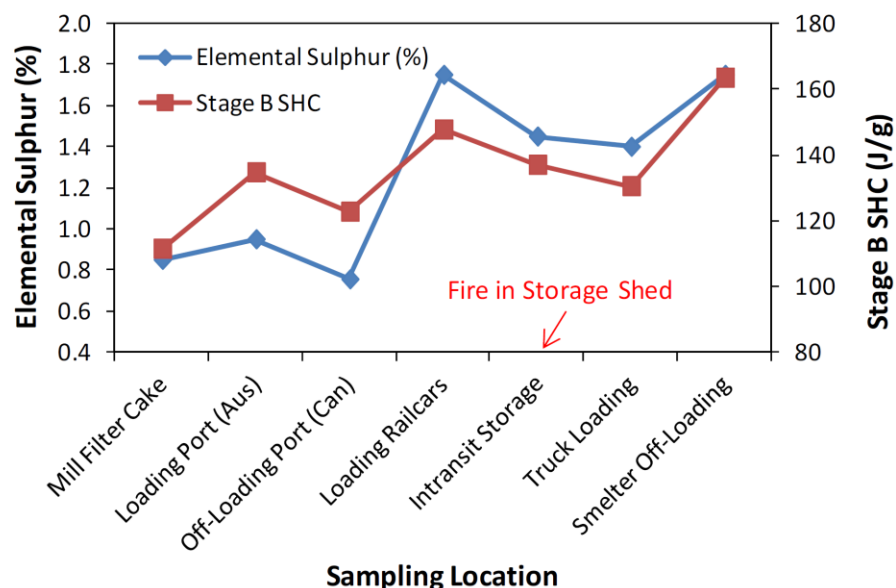 Elemental Sulphur (%)
2.0
1.8
1.6
1.4
1.2
1.0
0.8
0.6
0.4
Elemental Sulphur (%)
Stage B SHC
Fire in Storage Shed
180
160
140
120
100
80
Stage B SHC (J/g)
Mill Filter Cake
Loading Port (Aus)
Off-Loading Port (Can)
Loading Railcars
Intransit Storage
Truck Loading
Smelter Off-Loading
Sampling Location